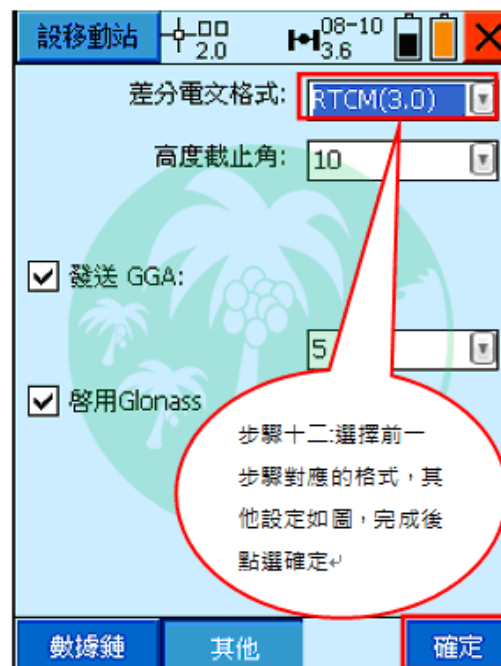 設移動站 2.0 08-10 3.6
差分電文格式: RTCM(3.0)
高度截止角: 10
發送 GGA:
5
啓用Glonass
步驟十二:選擇前一
步驟對應的格式，其
他設定如圖，完成後
點選確定↵
數據鏈 其他 確定